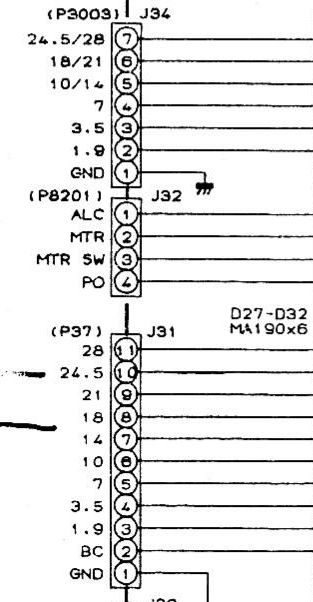 (P3003) J34
24.5/28 7
18/21 6
10/14 5
7 4
3.5 3
1.9 2
GND 1
(P8201) J32
ALC 1
MTR 2
MTR SW 3
PO 4
D27-D32
MA190x6
(P37) J31
28 11
24.5 10
21 9
18 8
14 7
10 6
7 5
3.5 4
1.9 3
BC 2
GND 1